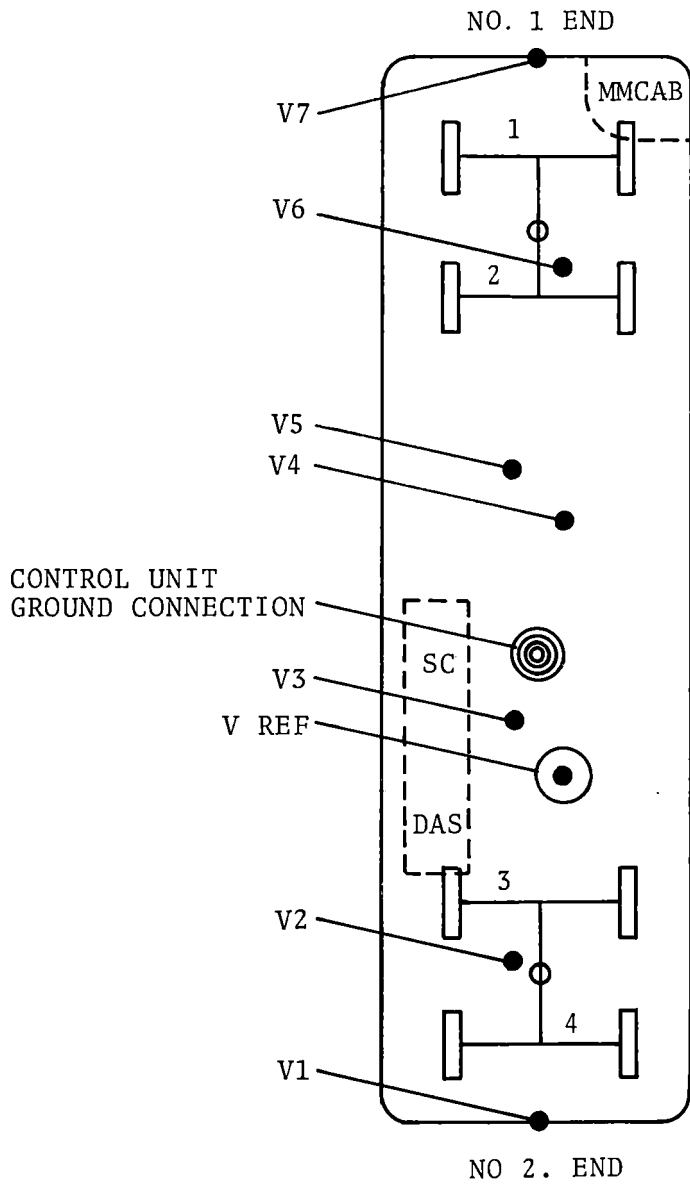 NO. 1 END
MMCAB
V7
1
V6
2
V5
V4
CONTROL UNIT
GROUND CONNECTION
SC
V3
V REF
DAS
3
V2
4
V1
NO 2. END